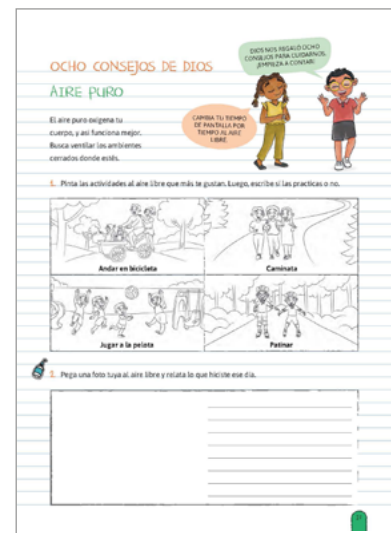 OCHO CONSEJOS DE DIOS
DIOS NOS REGALÓ OCHO
CONSEJOS PARA CUIDARNOS.
¡EMPIEZA A CONTAR!
AIRE PURO
El aire puro oxigena tu
cuerpo, y así funciona mejor.
Busca ventilar los ambientes
cerrados donde estés.
CAMBIA TU TIEMPO
DE PANTALLA POR
TIEMPO AL AIRE
LIBRE.
1. Pinta las actividades al aire libre que más te gustan. Luego, escribe si las practicas o no.
Andar en bicicleta
Caminata
Jugar a la pelota
Patinar
2. Pega una foto tuya al aire libre y relata lo que hiciste ese día.